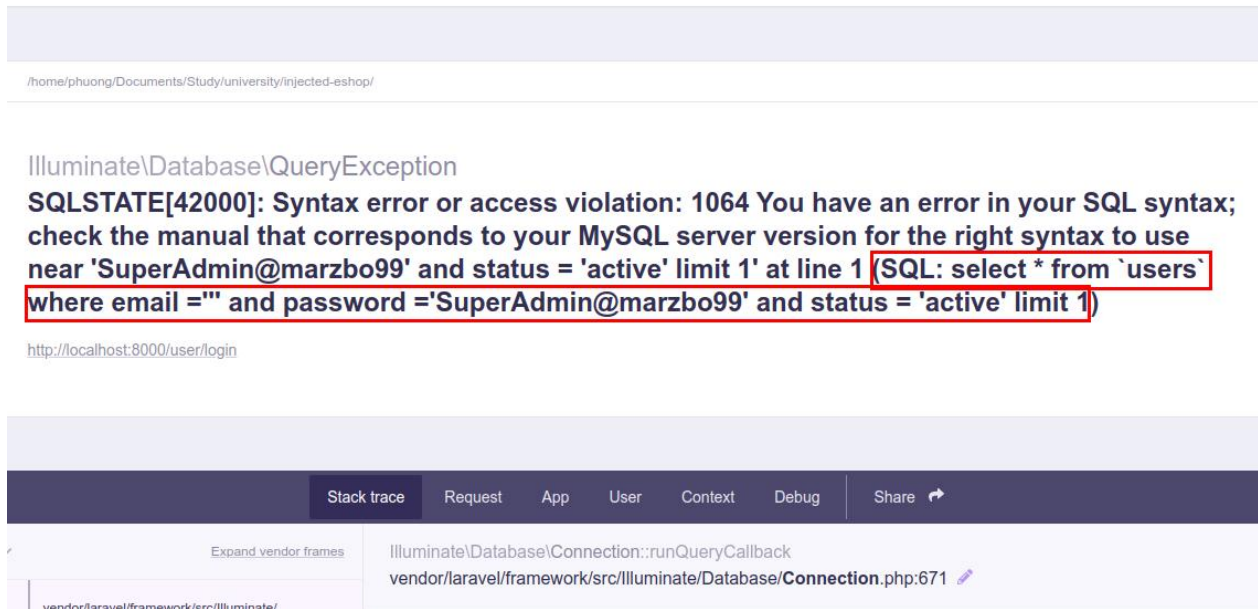 /home/phuong/Documents/Study/university/injected-eshop/
Illuminate\Database\QueryException
SQLSTATE[42000]: Syntax error or access violation: 1064 You have an error in your SQL syntax;
check the manual that corresponds to your MySQL server version for the right syntax to use
near 'SuperAdmin@marzbo99' and status = 'active' limit 1' at line 1 (SQL: select * from `users`
where email =''' and password ='SuperAdmin@marzbo99' and status = 'active' limit 1)
http://localhost:8000/user/login
Stack trace Request App User Context Debug Share
Expand vendor frames
Illuminate\Database\Connection::runQueryCallback
vendor/laravel/framework/src/Illuminate/Database/Connection.php:671
vendor/laravel/framework/src/Illuminate/